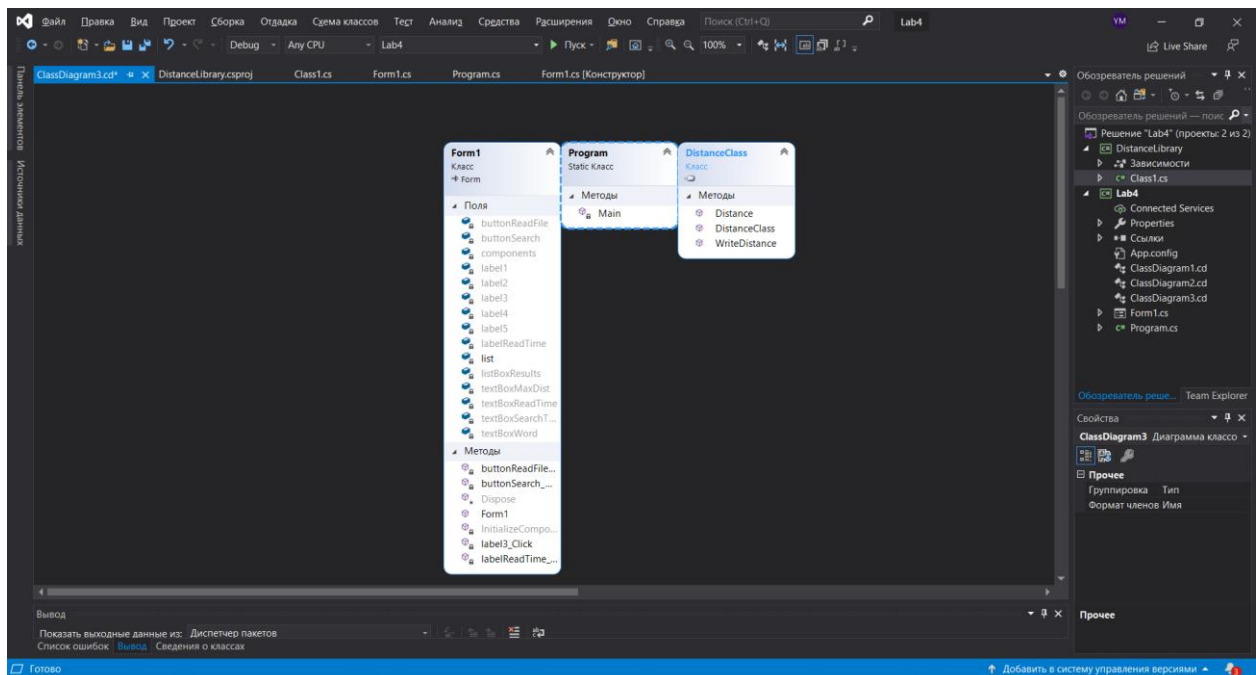 Файл Правка Вид Проект Сборка Отладка Схема классов Тест Анализ Средства Расширения Окно Справка Поиск (Ctrl+Q) Lab4 YM
Debug Any CPU Lab4 Пуск 100% Live Share
ClassDiagram3.cd* DistanceLibrary.csproj Class1.cs Form1.cs Program.cs Form1.cs [Конструктор]
Панель элементов
Источники данных
Form1
Класс
Form
Поля
buttonReadFile
buttonSearch
components
label1
label2
label3
label4
label5
labelReadTime
list
listBoxResults
textBoxMaxDist
textBoxReadTime
textBoxSearchT...
textBoxWord
Методы
buttonReadFile...
buttonSearch_...
Dispose
Form1
InitializeCompo...
label3_Click
labelReadTime_...
Program
Static Класс
Методы
Main
DistanceClass
Класс
Методы
Distance
DistanceClass
WriteDistance
Обозреватель решений
Обозреватель решений — поис
Решение "Lab4" (проекты: 2 из 2)
DistanceLibrary
Зависимости
C# Class1.cs
Lab4
Connected Services
Properties
Ссылки
App.config
ClassDiagram1.cd
ClassDiagram2.cd
ClassDiagram3.cd
Form1.cs
C# Program.cs
Обозреватель реше... Team Explorer
Свойства
ClassDiagram3 Диаграмма классо
Прочее
Группировка Тип
Формат членов Имя
Прочее
Вывод
Показать выходные данные из: Диспетчер пакетов
Список ошибок Вывод Сведения о классах
Готово Добавить в систему управления версиями